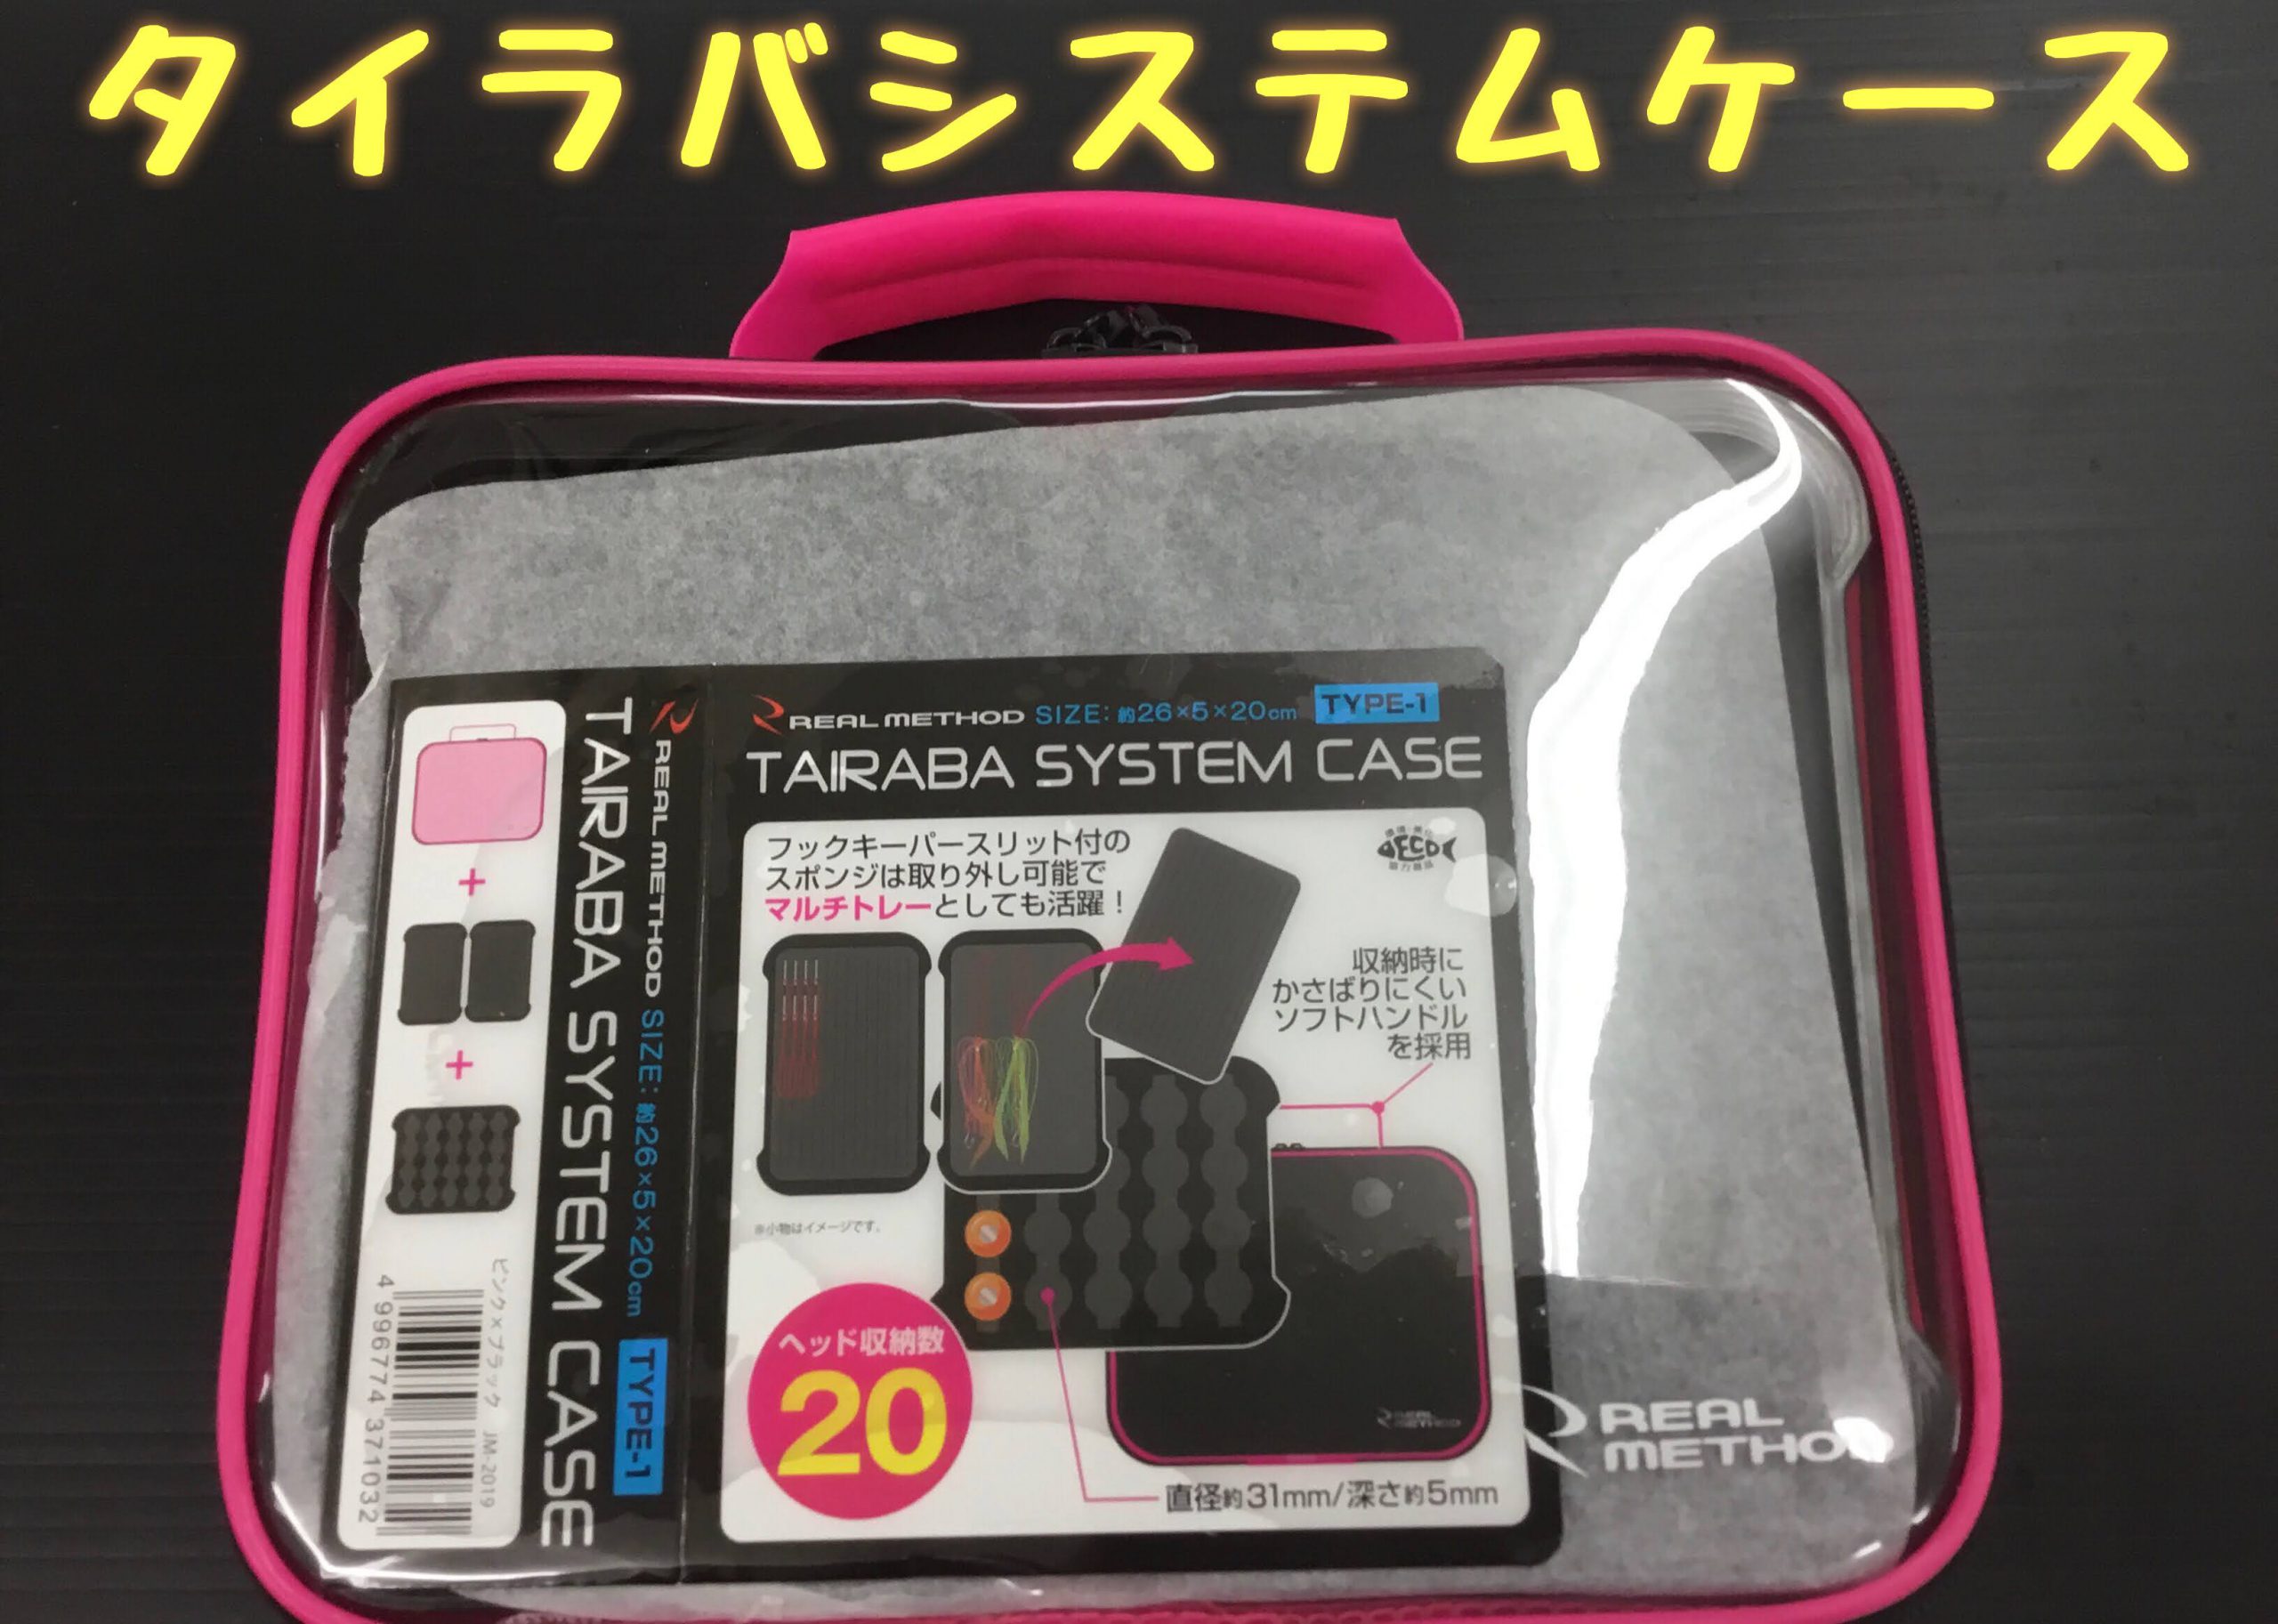 タイラバシステムケース
REAL METHOD SIZE: 約26×5×20cm TYPE-1
TAIRABA SYSTEM CASE
フックキーパースリット付の
スポンジは取り外し可能で
マルチトレーとしても活躍！
ECO
収納時に
かさばりにくい
ソフトハンドル
を採用
※小物はイメージです。
ヘッド収納数
20
直径約31mm/深さ約5mm
REAL METHOD
REAL METHOD SIZE: 約26×5×20cm TYPE-1
TAIRABA SYSTEM CASE
+
+
ピンク×ブラック JM-2019
4 996774 371032
REAL
METHOD